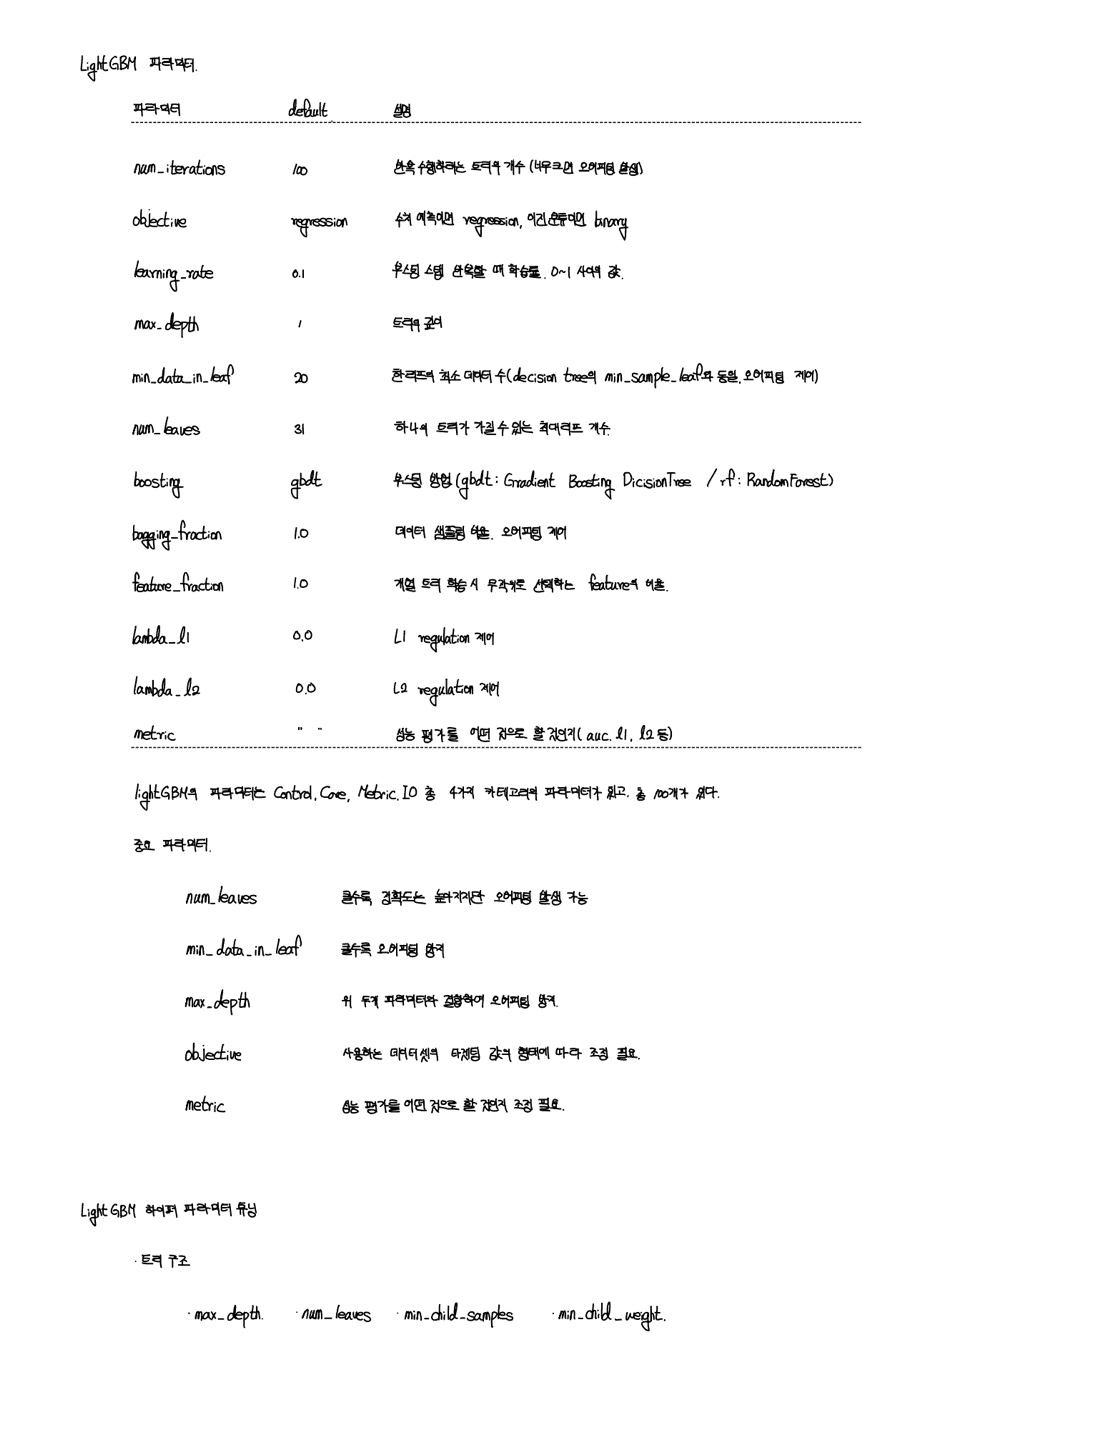 LightGBM 파라미터.
파라미터 default 설명
num_iterations 100 반복 수행하려는 트리의 개수 (너무 크면 오버피팅 발생)
objective regression 수치 예측이면 regression, 이진분류이면 binary
learning_rate 0.1 부스팅 스텝 반복할 때 학습률. 0~1 사이의 값.
max_depth 1 트리의 깊이
min_data_in_leaf 20 한 리프의 최소 데이터 수(decision tree의 min_sample_leaf과 동일. 오버피팅 제어)
num_leaves 31 하나의 트리가 가질 수 있는 최대 리프 개수.
boosting gbdt 부스팅 방법 (gbdt: Gradient Boosting DicisionTree / rf: RandomForest)
bagging_fraction 1.0 데이터 샘플링 비율. 오버피팅 제어
feature_fraction 1.0 개별 트리 학습 시 무작위로 선택하는 feature의 비율.
lambda_l1 0.0 L1 regulation 제어
lambda_l2 0.0 L2 regulation 제어
metric " " 성능 평가를 어떤 것으로 할 것인지( auc. l1, l2 등)
lightGBM의 파라미터는 Control, Core, Metric, IO 총 4가지 카테고리의 파라미터가 있고. 총 100개가 있다.
중요 파라미터.
num_leaves 클수록 정확도는 높아지지만 오버피팅 발생 가능
min_data_in_leaf 클수록 오버피팅 방지
max_depth 위 두개 파라미터와 결합하여 오버피팅 방지.
objective 사용하는 데이터셋의 타겟팅 값의 형태에 따라 조정 필요.
metric 성능 평가를 어떤 것으로 할 것인지 조정 필요.
LightGBM 하이퍼 파라미터 튜닝
· 트리 구조
· max_depth. · num_leaves · min_child_samples · min_child_weight.